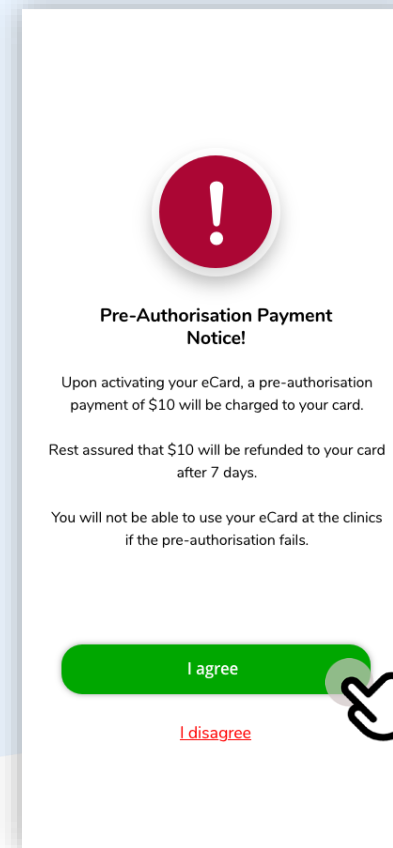 !
Pre-Authorisation Payment
Notice!
Upon activating your eCard, a pre-authorisation
payment of $10 will be charged to your card.
Rest assured that $10 will be refunded to your card
after 7 days.
You will not be able to use your eCard at the clinics
if the pre-authorisation fails.
I agree
I disagree